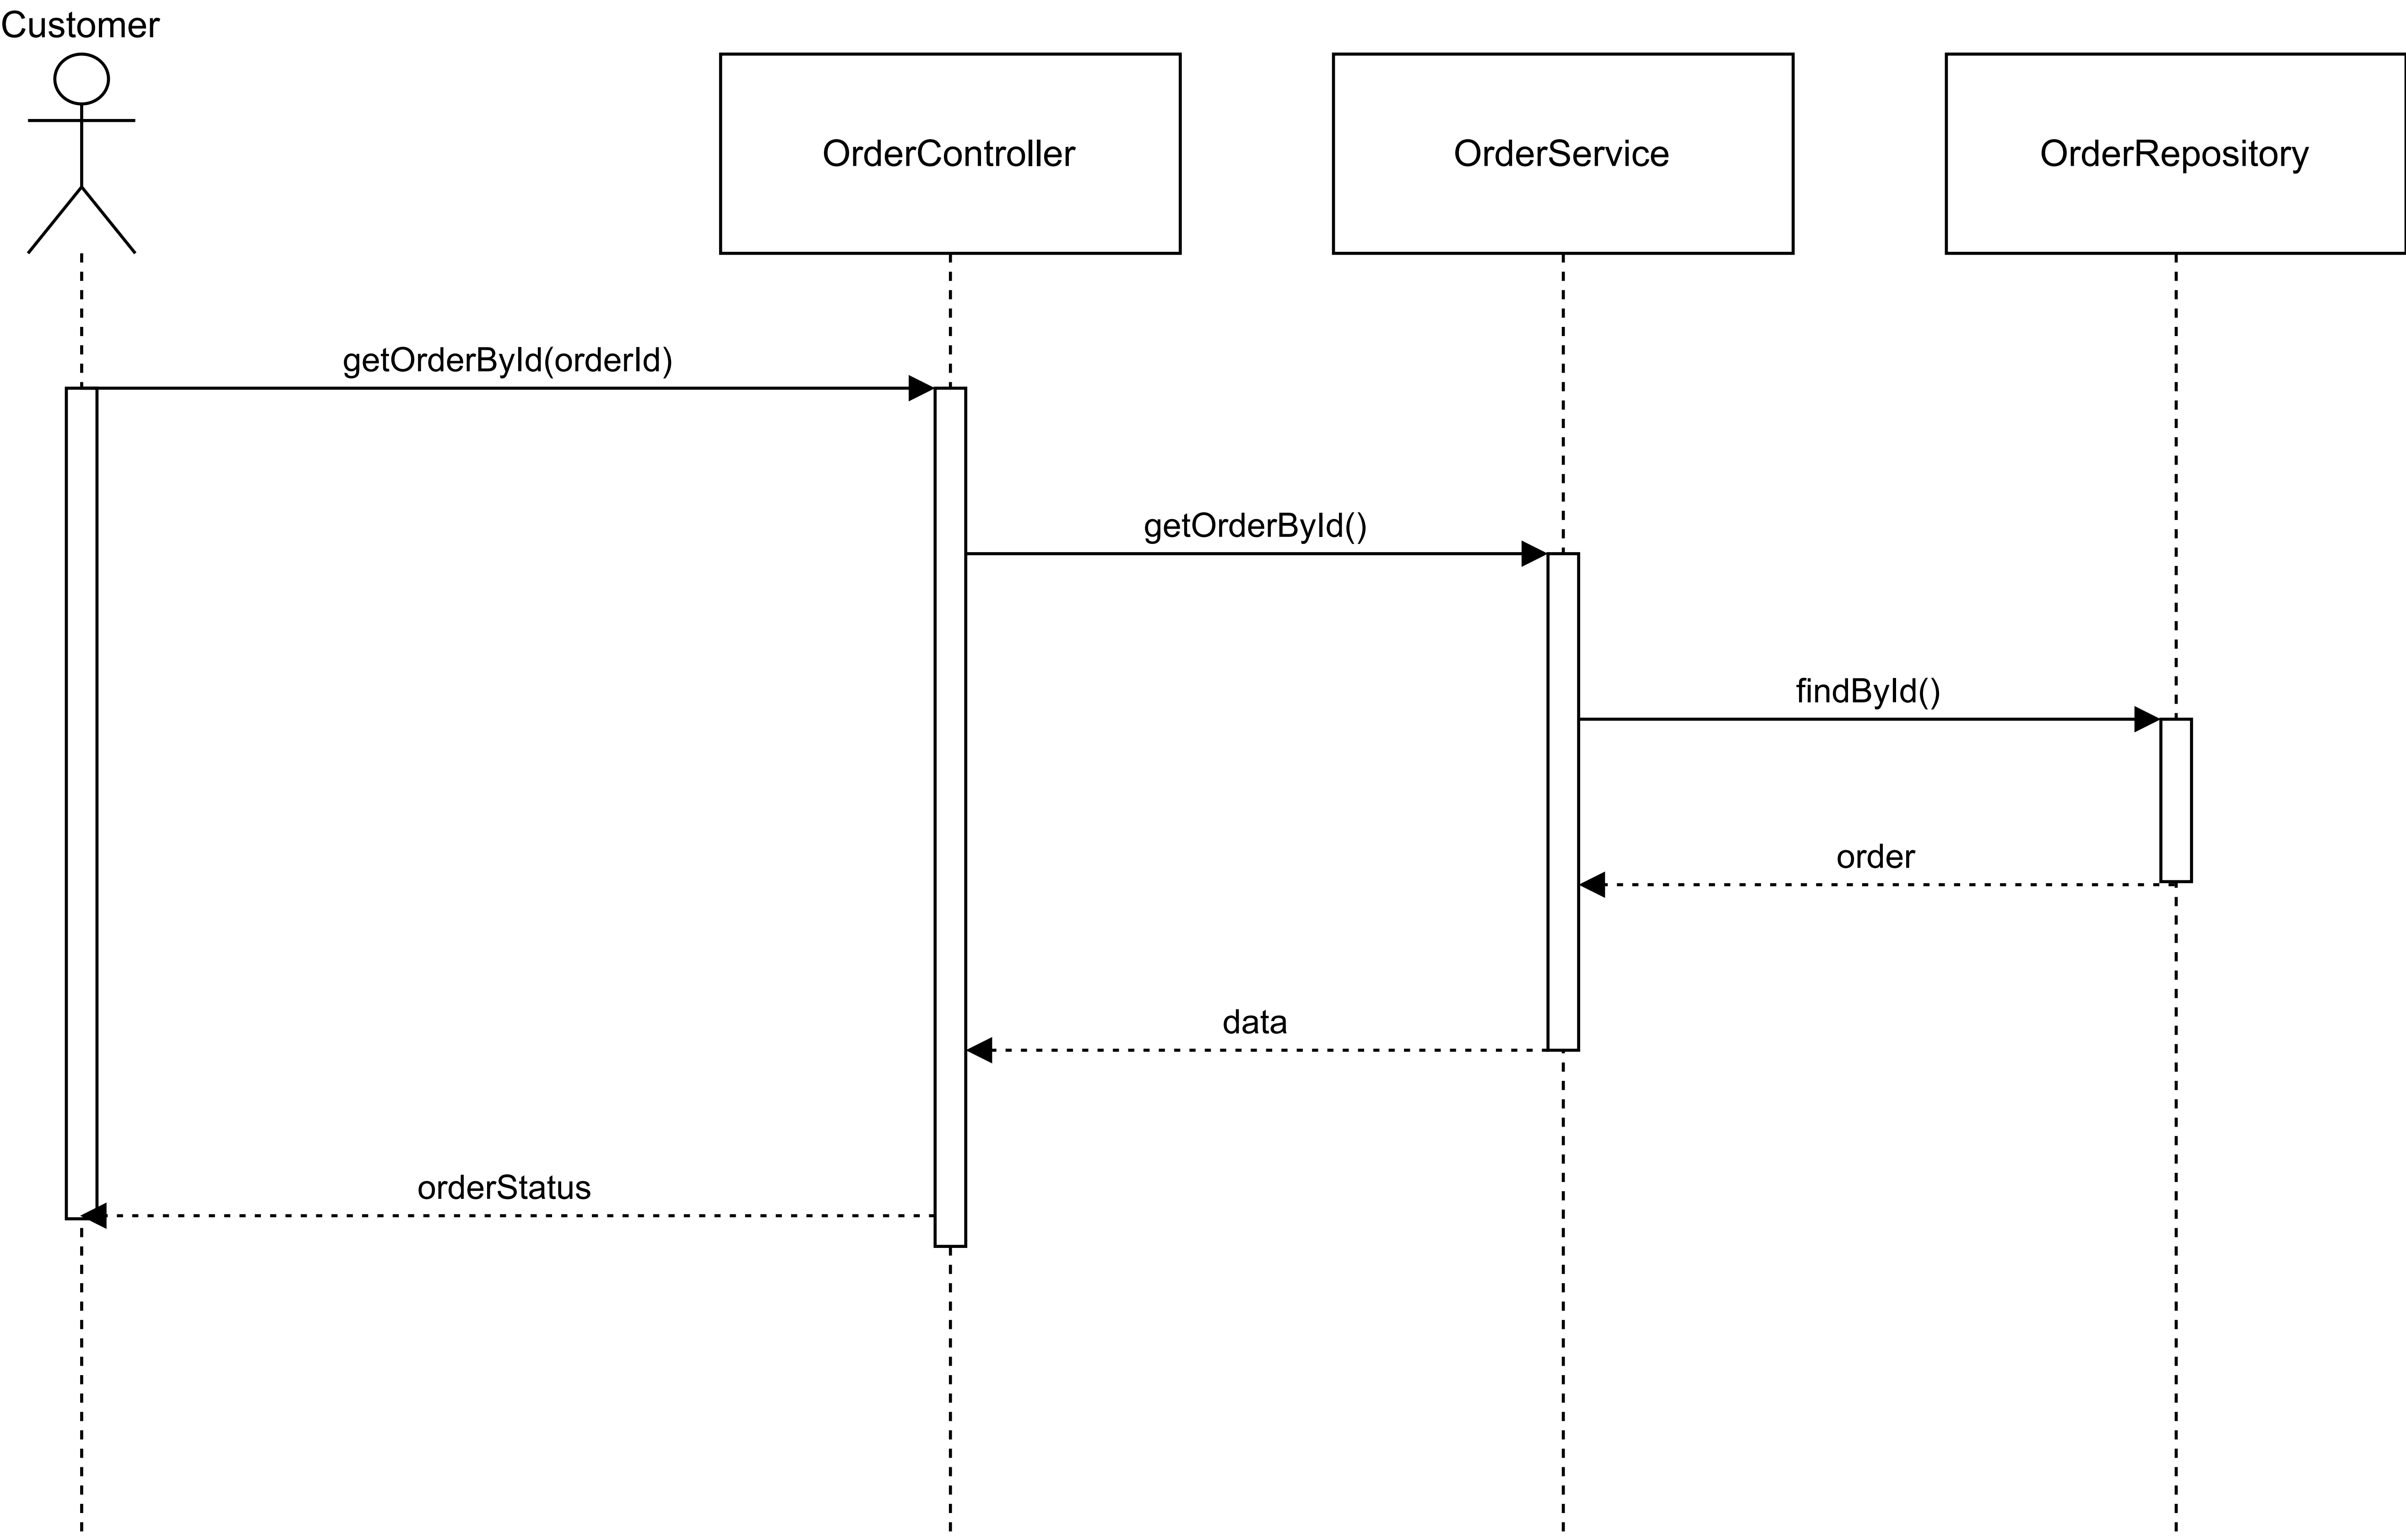 Customer
OrderController
OrderService
OrderRepository
getOrderById(orderId)
getOrderById()
findById()
order
data
orderStatus